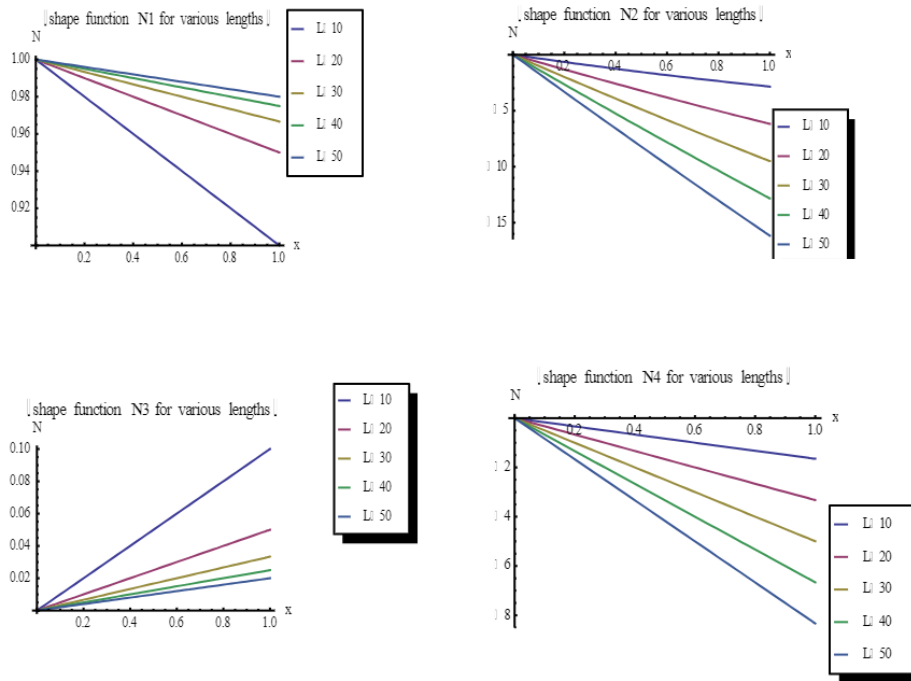 shape function N1 for various lengths
N
1.00
0.98
0.96
0.94
0.92
0.2 0.4 0.6 0.8 1.0 x
L 10
L 20
L 30
L 40
L 50
shape function N2 for various lengths
N
0.2 0.4 0.6 0.8 1.0 x
5
10
15
L 10
L 20
L 30
L 40
L 50
shape function N3 for various lengths
N
0.10
0.08
0.06
0.04
0.02
0.2 0.4 0.6 0.8 1.0 x
L 10
L 20
L 30
L 40
L 50
shape function N4 for various lengths
N
0.2 0.4 0.6 0.8 1.0 x
2
4
6
8
L 10
L 20
L 30
L 40
L 50